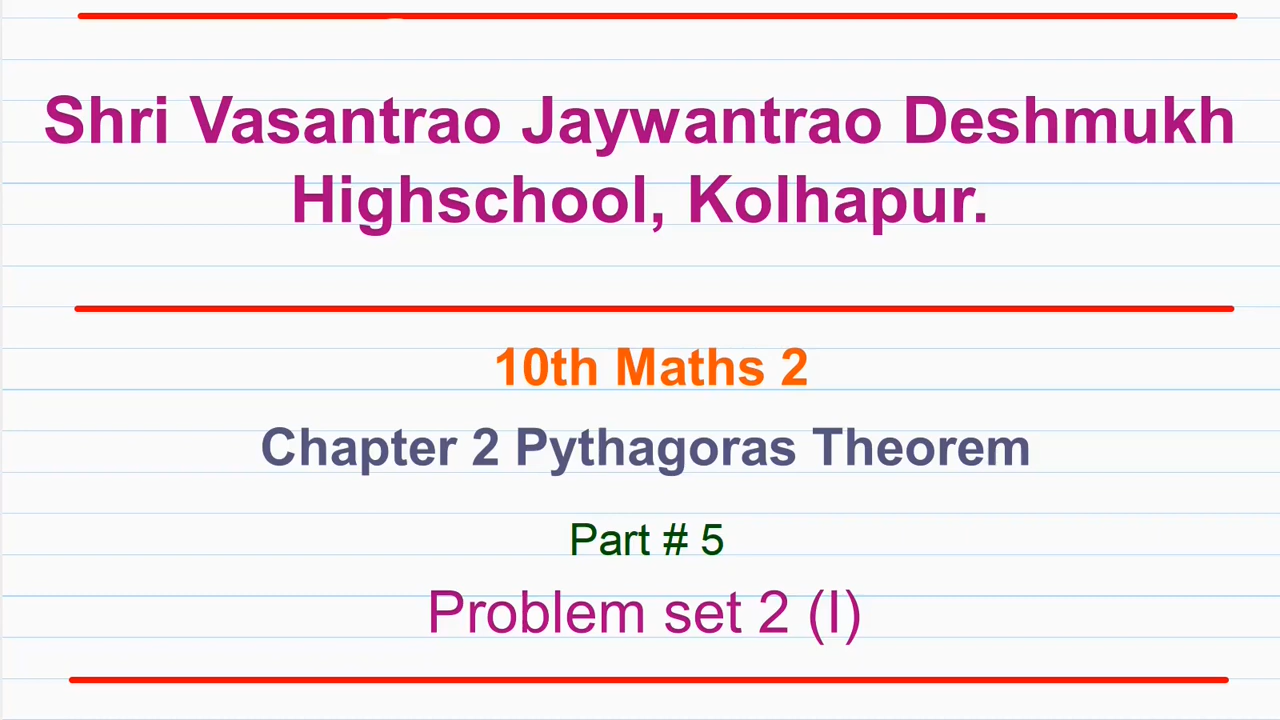 Shri Vasantrao Jaywantrao Deshmukh
Highschool, Kolhapur.
10th Maths 2
Chapter 2 Pythagoras Theorem
Part # 5
Problem set 2 (I)